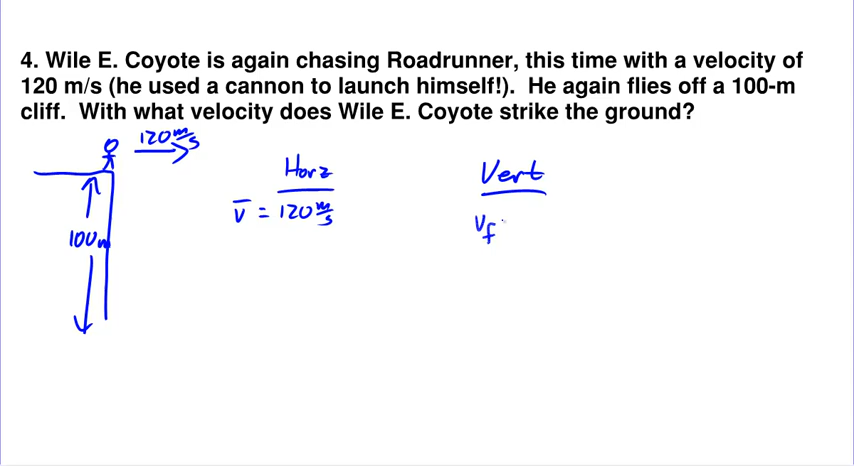 4. Wile E. Coyote is again chasing Roadrunner, this time with a velocity of
120 m/s (he used a cannon to launch himself!). He again flies off a 100-m
cliff. With what velocity does Wile E. Coyote strike the ground?
120 m/s
Horz
Vert
v̅ = 120 m/s
vf
100m